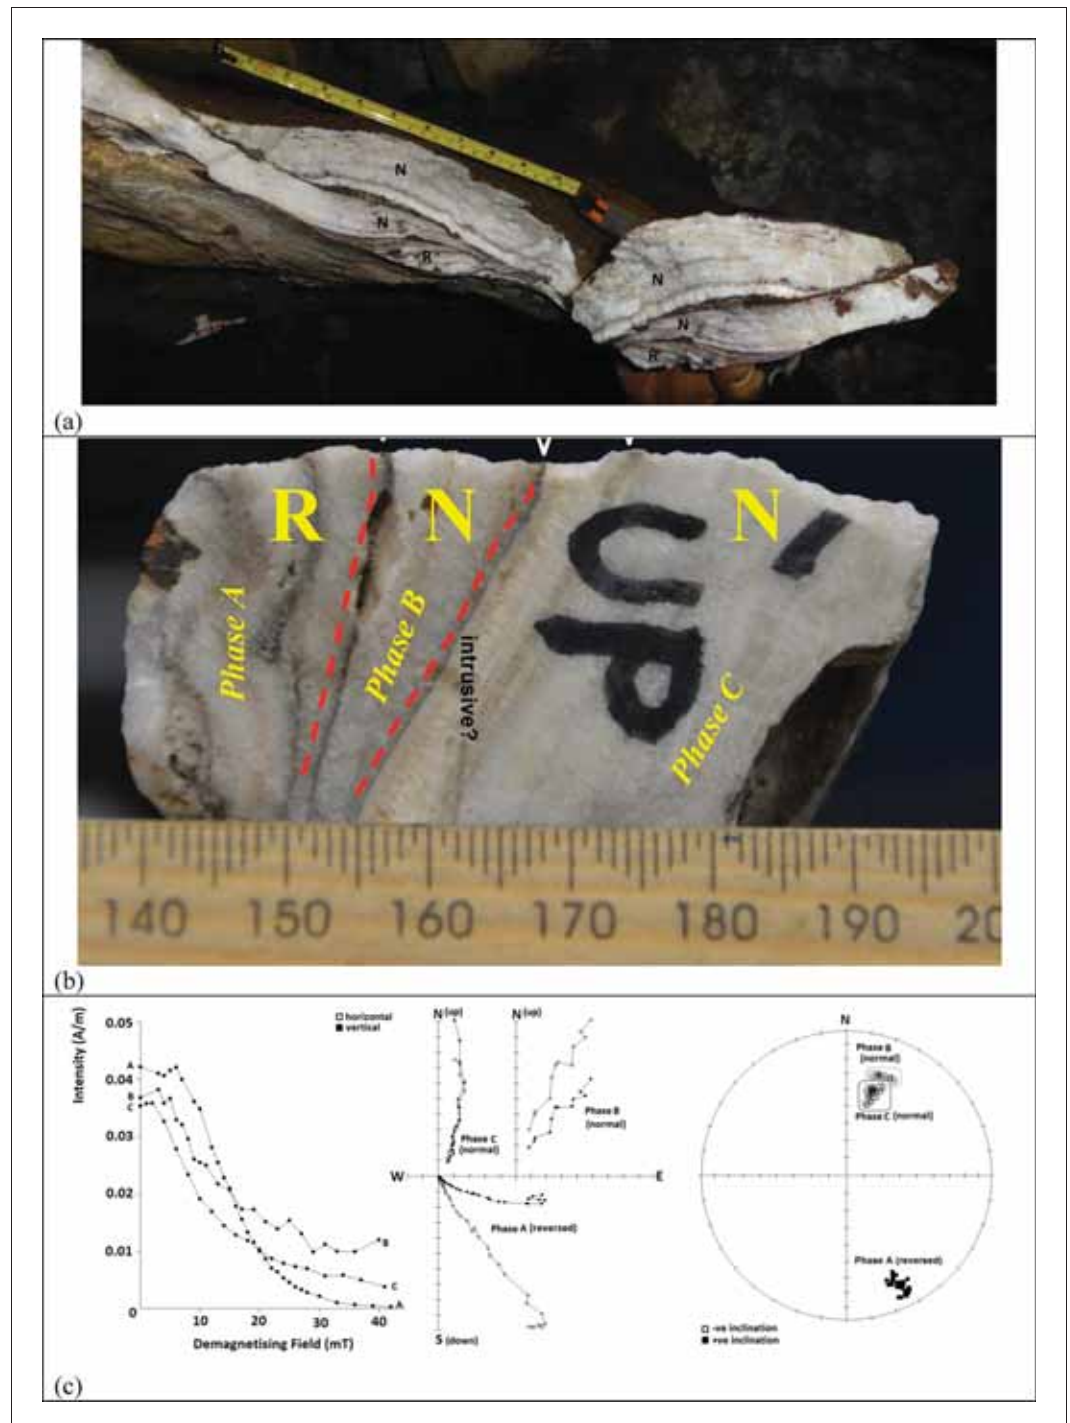 N
N
R
N
N
R
(a)
R
N
N
UP
Phase A
Phase B
intrusive?
Phase C
140 150 160 170 180 190 20
(b)
Intensity (A/m)
0.05
0.04
0.03
0.02
0.01
0
A
B
C
B
C
A
10 20 30 40
Demagnetising Field (mT)
horizontal
vertical
N (up)
N (up)
Phase C
(normal)
Phase B
(normal)
W
E
Phase A (reversed)
S (down)
N
Phase B
(normal)
Phase C (normal)
Phase A (reversed)
-ve inclination
+ve inclination
(c)